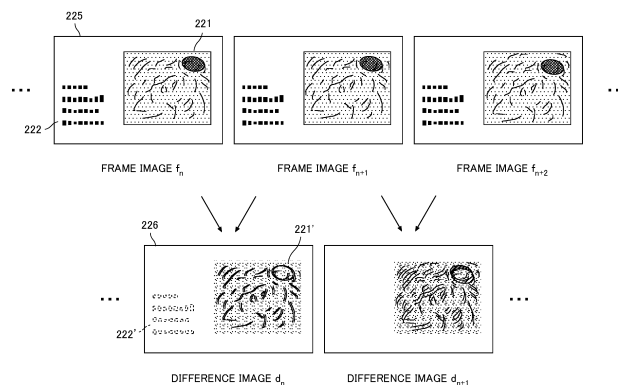 225
221
222
FRAME IMAGE fn
FRAME IMAGE fn+1
FRAME IMAGE fn+2
226
221'
222'
DIFFERENCE IMAGE dn
DIFFERENCE IMAGE dn+1